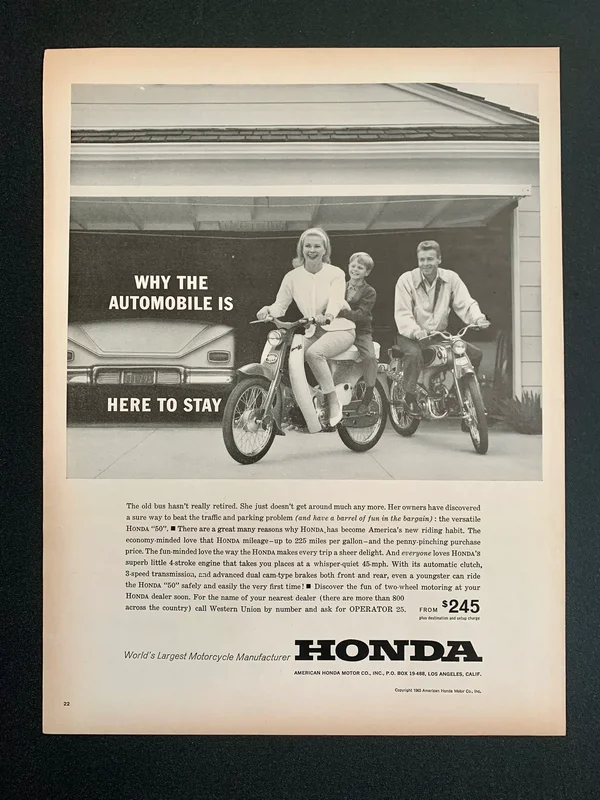 WHY THE
AUTOMOBILE IS
HERE TO STAY
The old bus hasn't really retired. She just doesn't get around much any more. Her owners have discovered
a sure way to beat the traffic and parking problem (and have a barrel of fun in the bargain) : the versatile
HONDA "50". ■ There are a great many reasons why HONDA has become America's new riding habit. The
economy-minded love that HONDA mileage—up to 225 miles per gallon—and the penny-pinching purchase
price. The fun-minded love the way the HONDA makes every trip a sheer delight. And everyone loves HONDA'S
superb little 4-stroke engine that takes you places at a whisper-quiet 45-mph. With its automatic clutch,
3-speed transmission, and advanced dual cam-type brakes both front and rear, even a youngster can ride
the HONDA "50" safely and easily the very first time! ■ Discover the fun of two-wheel motoring at your
HONDA dealer soon. For the name of your nearest dealer (there are more than 800
across the country) call Western Union by number and ask for OPERATOR 25.
FROM $245
plus destination and setup charge
World's Largest Motorcycle Manufacturer HONDA
AMERICAN HONDA MOTOR CO., INC., P.O. BOX 19-488, LOS ANGELES, CALIF.
Copyright 1962 American Honda Motor Co., Inc.
22